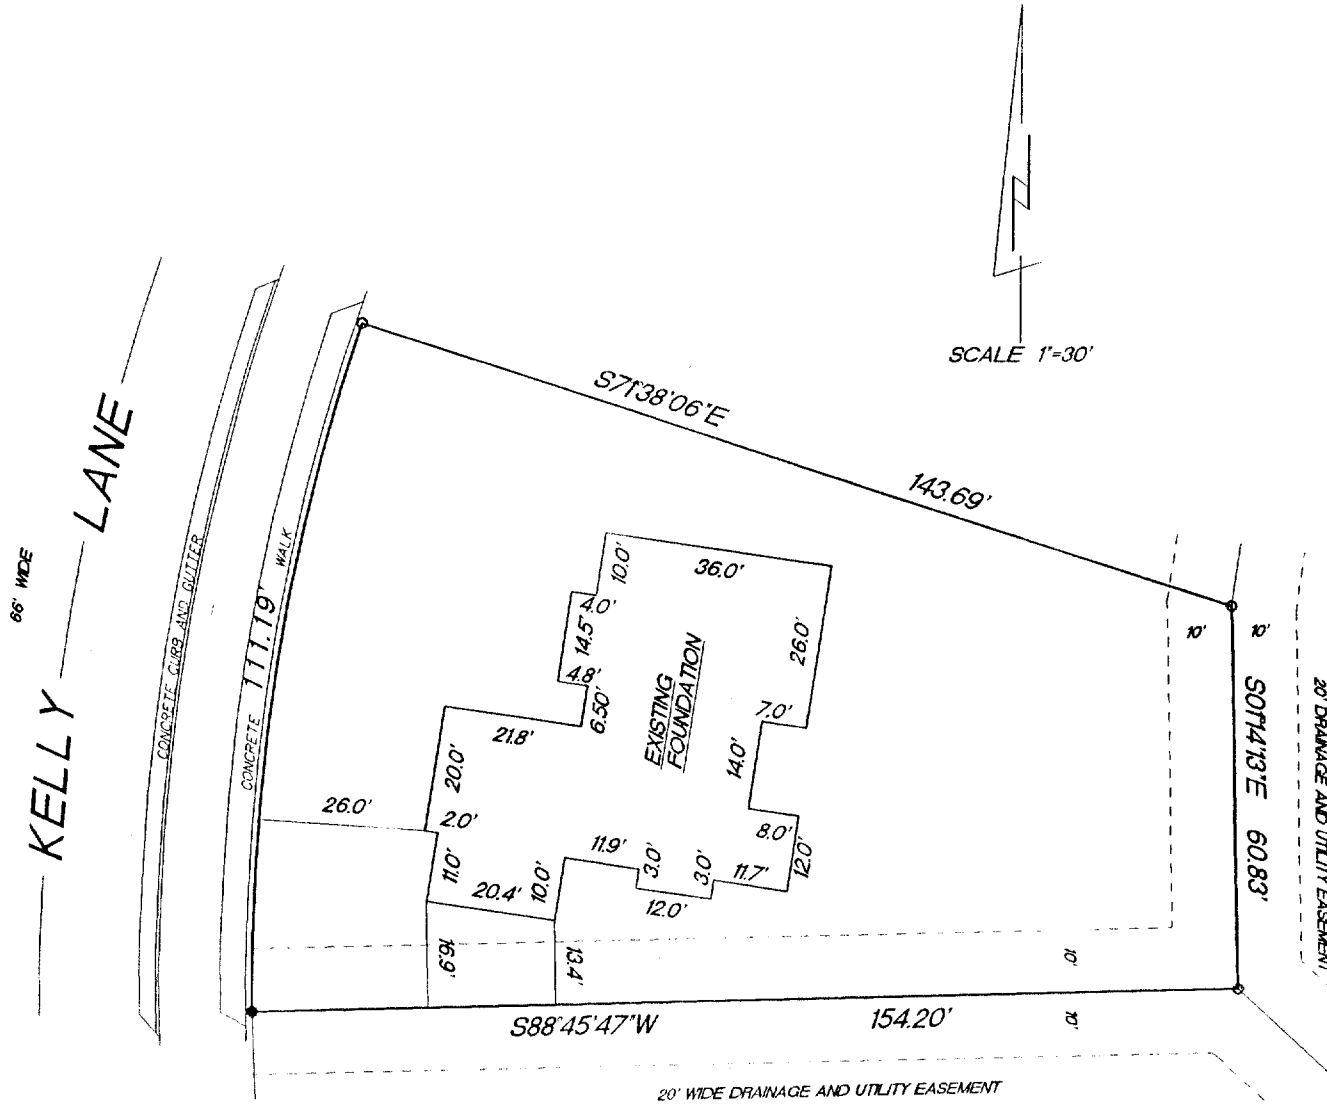 SCALE 1"=30'
S71°38'06"E
143.69'
KELLY LANE
66' WIDE
CONCRETE CURB AND GUTTER
CONCRETE WALK
111.19'
10.0'
36.0'
4.0'
14.5'
26.0'
4.8'
6.50'
EXISTING
FOUNDATION
7.0'
21.8'
14.0'
20.0'
26.0'
2.0'
8.0'
12.0'
11.9'
3.0'
3.0'
11.7'
11.0'
10.0'
20.4'
12.0'
16.9'
13.4'
10'
10'
S01°14'13"E 60.83'
20' DRAINAGE AND UTILITY EASEMENT
10'
10'
S88°45'47"W
154.20'
20' WIDE DRAINAGE AND UTILITY EASEMENT